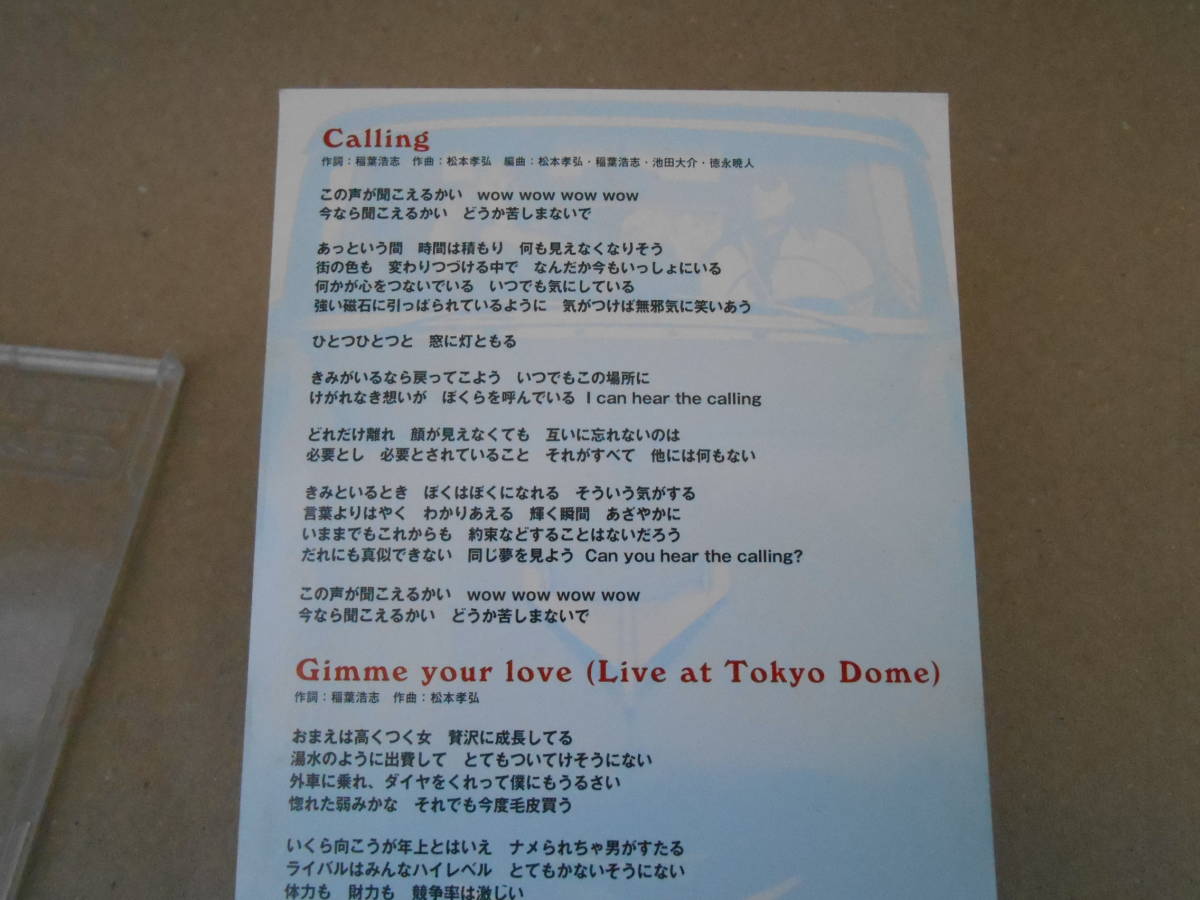 Calling
作詞：稲葉浩志　作曲：松本孝弘　編曲：松本孝弘・稲葉浩志・池田大介・徳永暁人
この声が聞こえるかい　wow wow wow wow
今なら聞こえるかい　どうか苦しまないで
あっという間　時間は積もり　何も見えなくなりそう
街の色も　変わりつづける中で　なんだか今もいっしょにいる
何かが心をつないでいる　いつでも気にしている
強い磁石に引っぱられているように　気がつけば無邪気に笑いあう
ひとつひとつと　窓に灯ともる
きみがいるなら戻ってこよう　いつでもこの場所に
けがれなき想いが　ぼくらを呼んでいる I can hear the calling
どれだけ離れ　顔が見えなくても　互いに忘れないのは
必要とし　必要とされていること　それがすべて　他には何もない
きみといるとき　ぼくはぼくになれる　そういう気がする
言葉よりはやく　わかりあえる　輝く瞬間　あざやかに
いままでもこれからも　約束などすることはないだろう
だれにも真似できない　同じ夢を見よう Can you hear the calling?
この声が聞こえるかい　wow wow wow wow
今なら聞こえるかい　どうか苦しまないで
Gimme your love (Live at Tokyo Dome)
作詞：稲葉浩志　作曲：松本孝弘
おまえは高くつく女　贅沢に成長してる
湯水のように出費して　とてもついてけそうにない
外車に乗れ、ダイヤをくれって僕にもうるさい
惚れた弱みかな　それでも今度毛皮買う
いくら向こうが年上とはいえ　ナメられちゃ男がすたる
ライバルはみんなハイレベル　とてもかないそうにない
体力も　財力も　競争率は激しい